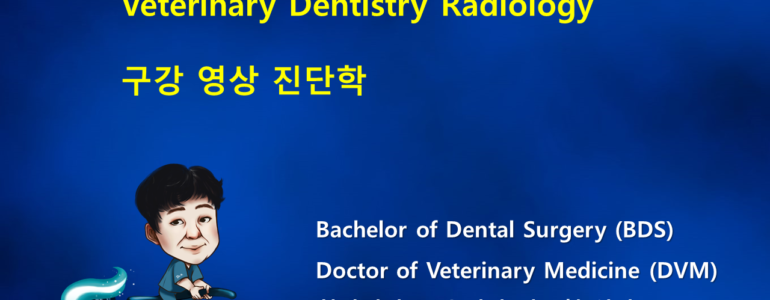 Veterinary Dentistry Radiology
구강 영상 진단학
Bachelor of Dental Surgery (BDS)
Doctor of Veterinary Medicine (DVM)